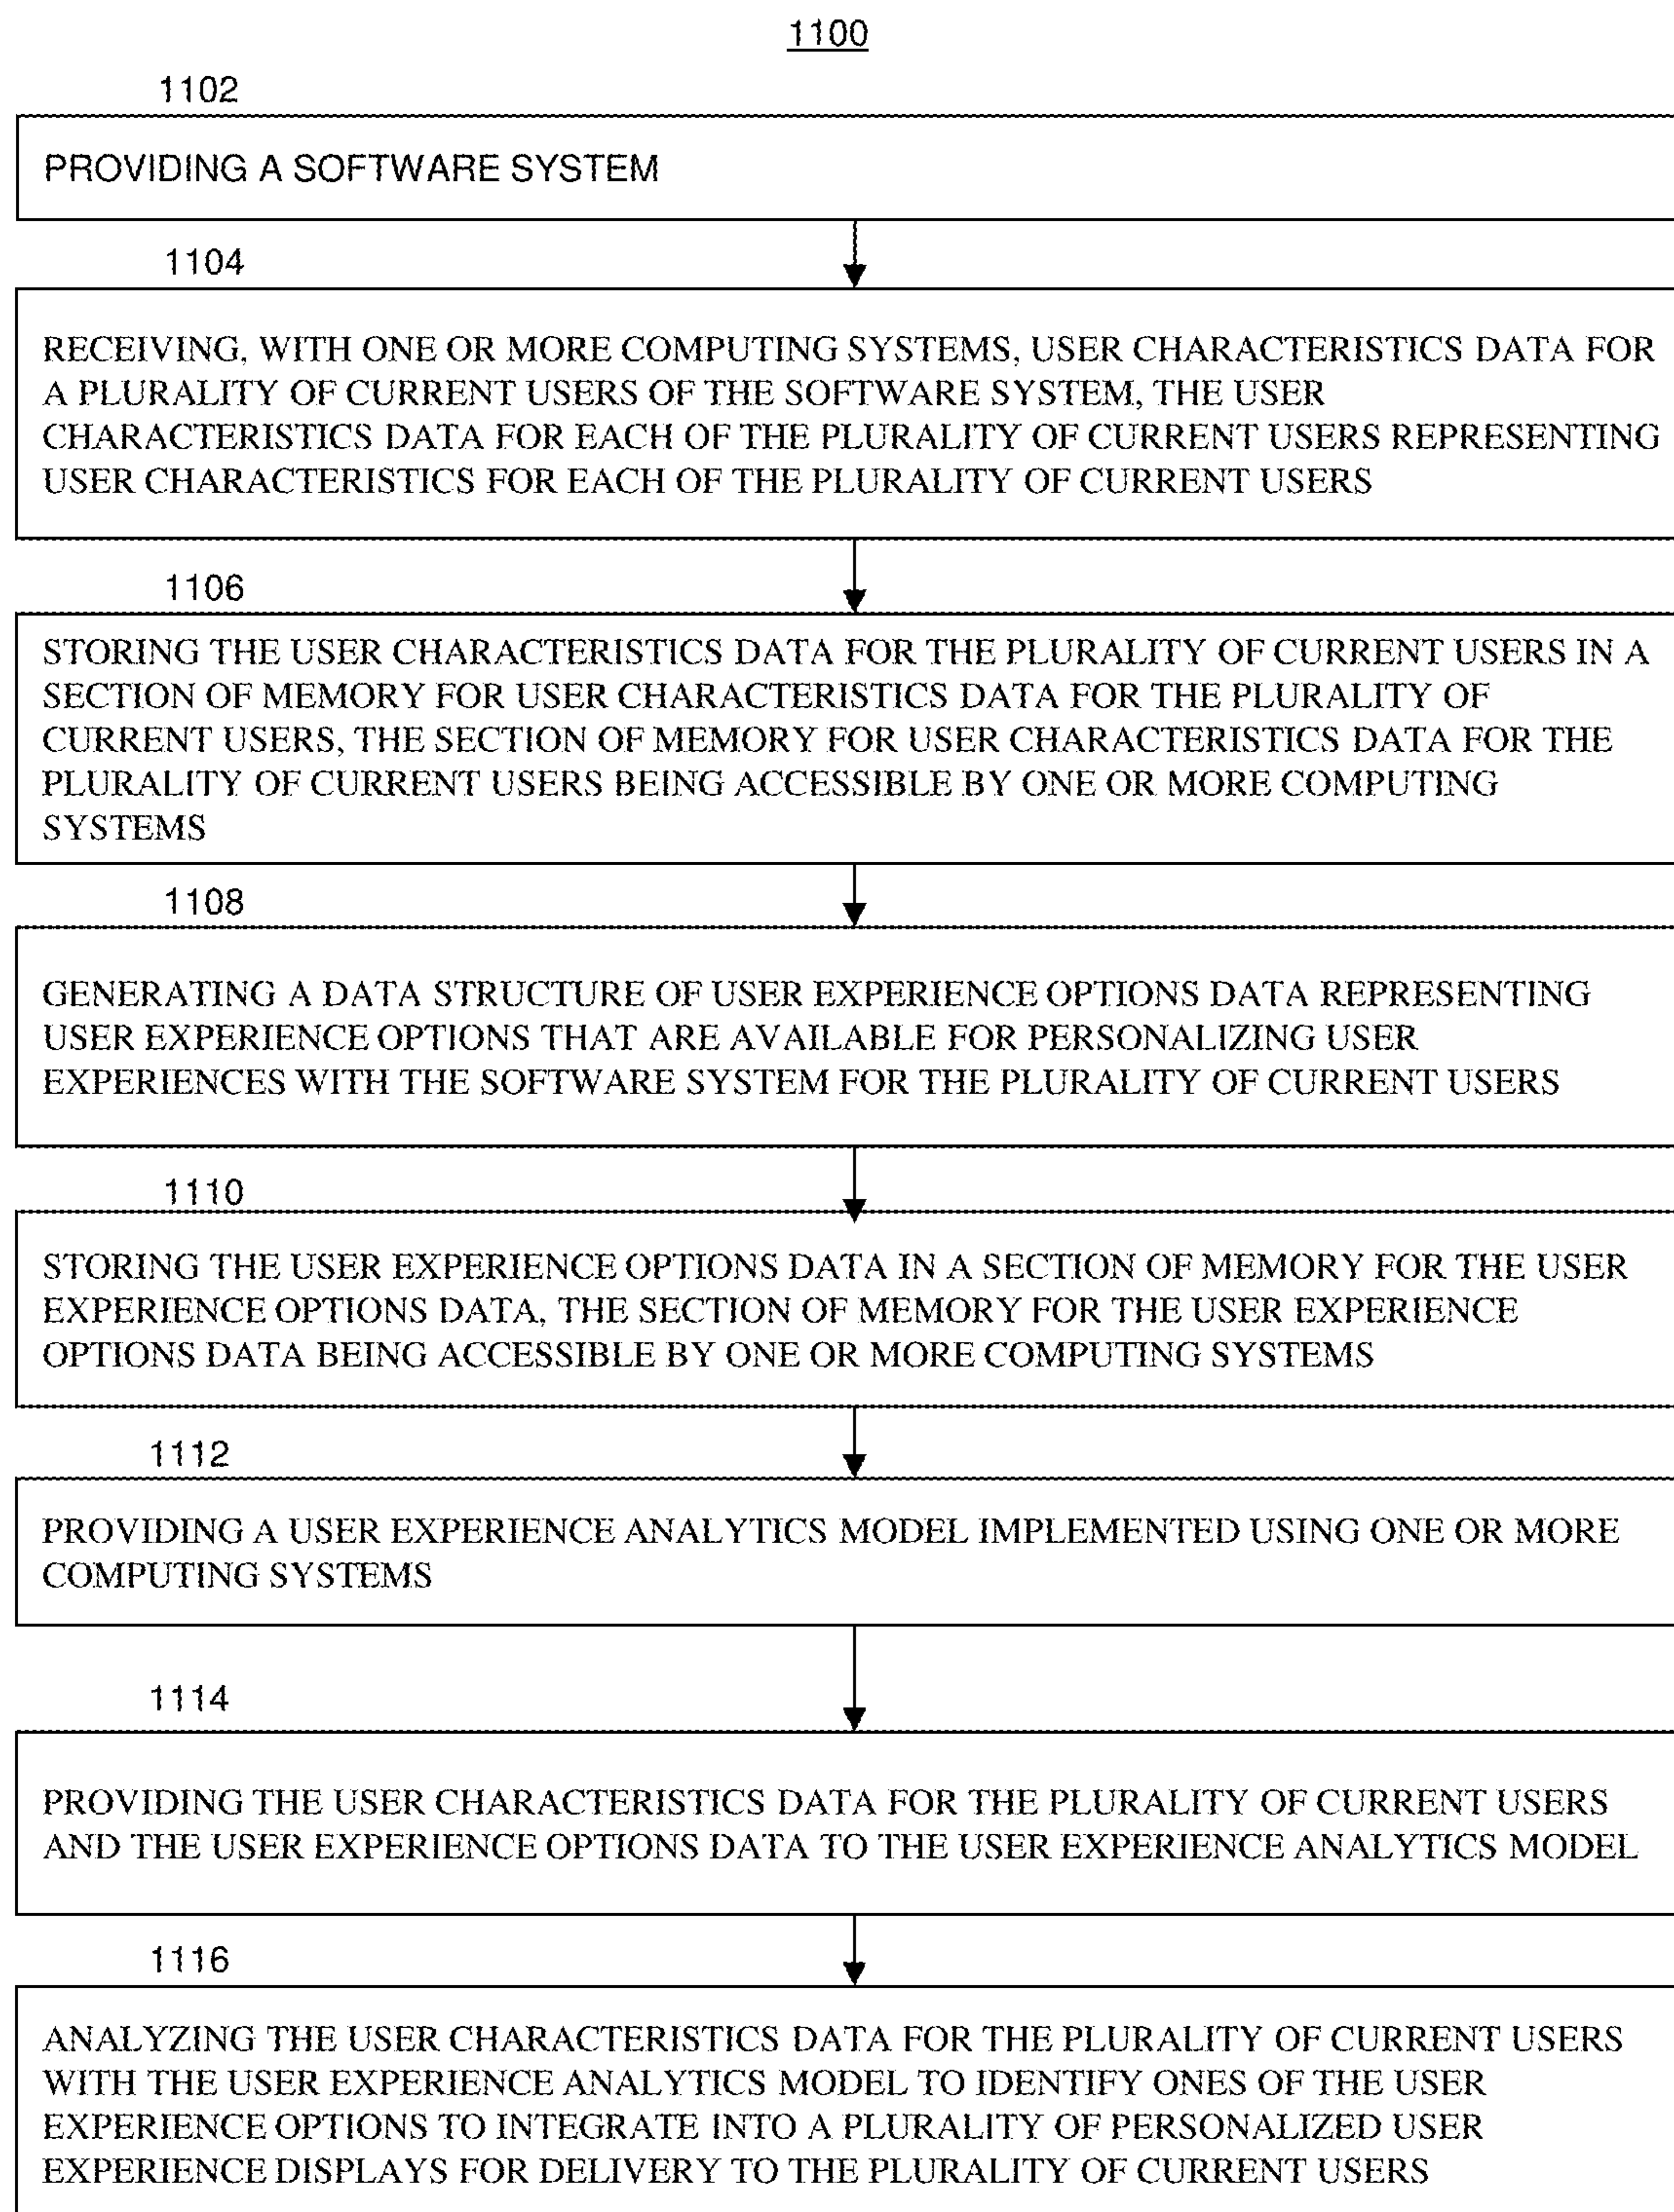 1100
1102
PROVIDING A SOFTWARE SYSTEM
1104
RECEIVING, WITH ONE OR MORE COMPUTING SYSTEMS, USER CHARACTERISTICS DATA FOR
A PLURALITY OF CURRENT USERS OF THE SOFTWARE SYSTEM, THE USER
CHARACTERISTICS DATA FOR EACH OF THE PLURALITY OF CURRENT USERS REPRESENTING
USER CHARACTERISTICS FOR EACH OF THE PLURALITY OF CURRENT USERS
1106
STORING THE USER CHARACTERISTICS DATA FOR THE PLURALITY OF CURRENT USERS IN A
SECTION OF MEMORY FOR USER CHARACTERISTICS DATA FOR THE PLURALITY OF
CURRENT USERS, THE SECTION OF MEMORY FOR USER CHARACTERISTICS DATA FOR THE
PLURALITY OF CURRENT USERS BEING ACCESSIBLE BY ONE OR MORE COMPUTING
SYSTEMS
1108
GENERATING A DATA STRUCTURE OF USER EXPERIENCE OPTIONS DATA REPRESENTING
USER EXPERIENCE OPTIONS THAT ARE AVAILABLE FOR PERSONALIZING USER
EXPERIENCES WITH THE SOFTWARE SYSTEM FOR THE PLURALITY OF CURRENT USERS
1110
STORING THE USER EXPERIENCE OPTIONS DATA IN A SECTION OF MEMORY FOR THE USER
EXPERIENCE OPTIONS DATA, THE SECTION OF MEMORY FOR THE USER EXPERIENCE
OPTIONS DATA BEING ACCESSIBLE BY ONE OR MORE COMPUTING SYSTEMS
1112
PROVIDING A USER EXPERIENCE ANALYTICS MODEL IMPLEMENTED USING ONE OR MORE
COMPUTING SYSTEMS
1114
PROVIDING THE USER CHARACTERISTICS DATA FOR THE PLURALITY OF CURRENT USERS
AND THE USER EXPERIENCE OPTIONS DATA TO THE USER EXPERIENCE ANALYTICS MODEL
1116
ANALYZING THE USER CHARACTERISTICS DATA FOR THE PLURALITY OF CURRENT USERS
WITH THE USER EXPERIENCE ANALYTICS MODEL TO IDENTIFY ONES OF THE USER
EXPERIENCE OPTIONS TO INTEGRATE INTO A PLURALITY OF PERSONALIZED USER
EXPERIENCE DISPLAYS FOR DELIVERY TO THE PLURALITY OF CURRENT USERS